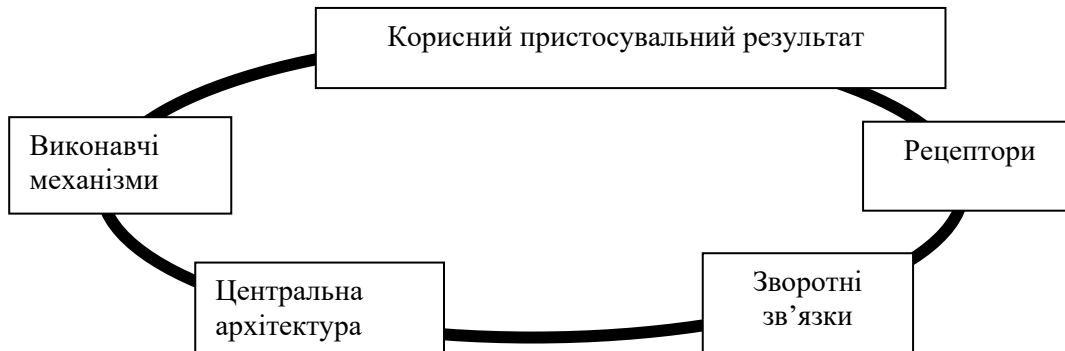 Корисний пристосувальний результат
Виконавчі
механізми
Рецептори
Центральна
архітектура
Зворотні
зв’язки